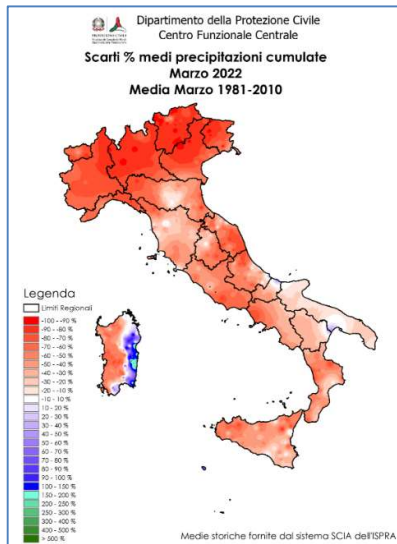 Dipartimento della Protezione Civile
Centro Funzionale Centrale
Scarti % medi precipitazioni cumulate
Marzo 2022
Media Marzo 1981-2010
Legenda
Limiti Regionali
-100 - -90 %
-90 - -80 %
-80 - -70 %
-70 - -60 %
-60 - -50 %
-50 - -40 %
-40 - -30 %
-30 - -20 %
-20 - -10 %
-10 - 10 %
10 - 20 %
20 - 30 %
30 - 40 %
40 - 50 %
50 - 60 %
60 - 70 %
70 - 80 %
80 - 90 %
90 - 100 %
100 - 150 %
150 - 200 %
200 - 250 %
250 - 300 %
300 - 400 %
400 - 500 %
> 500 %
Medie storiche fornite dal sistema SCIA dell'ISPRA